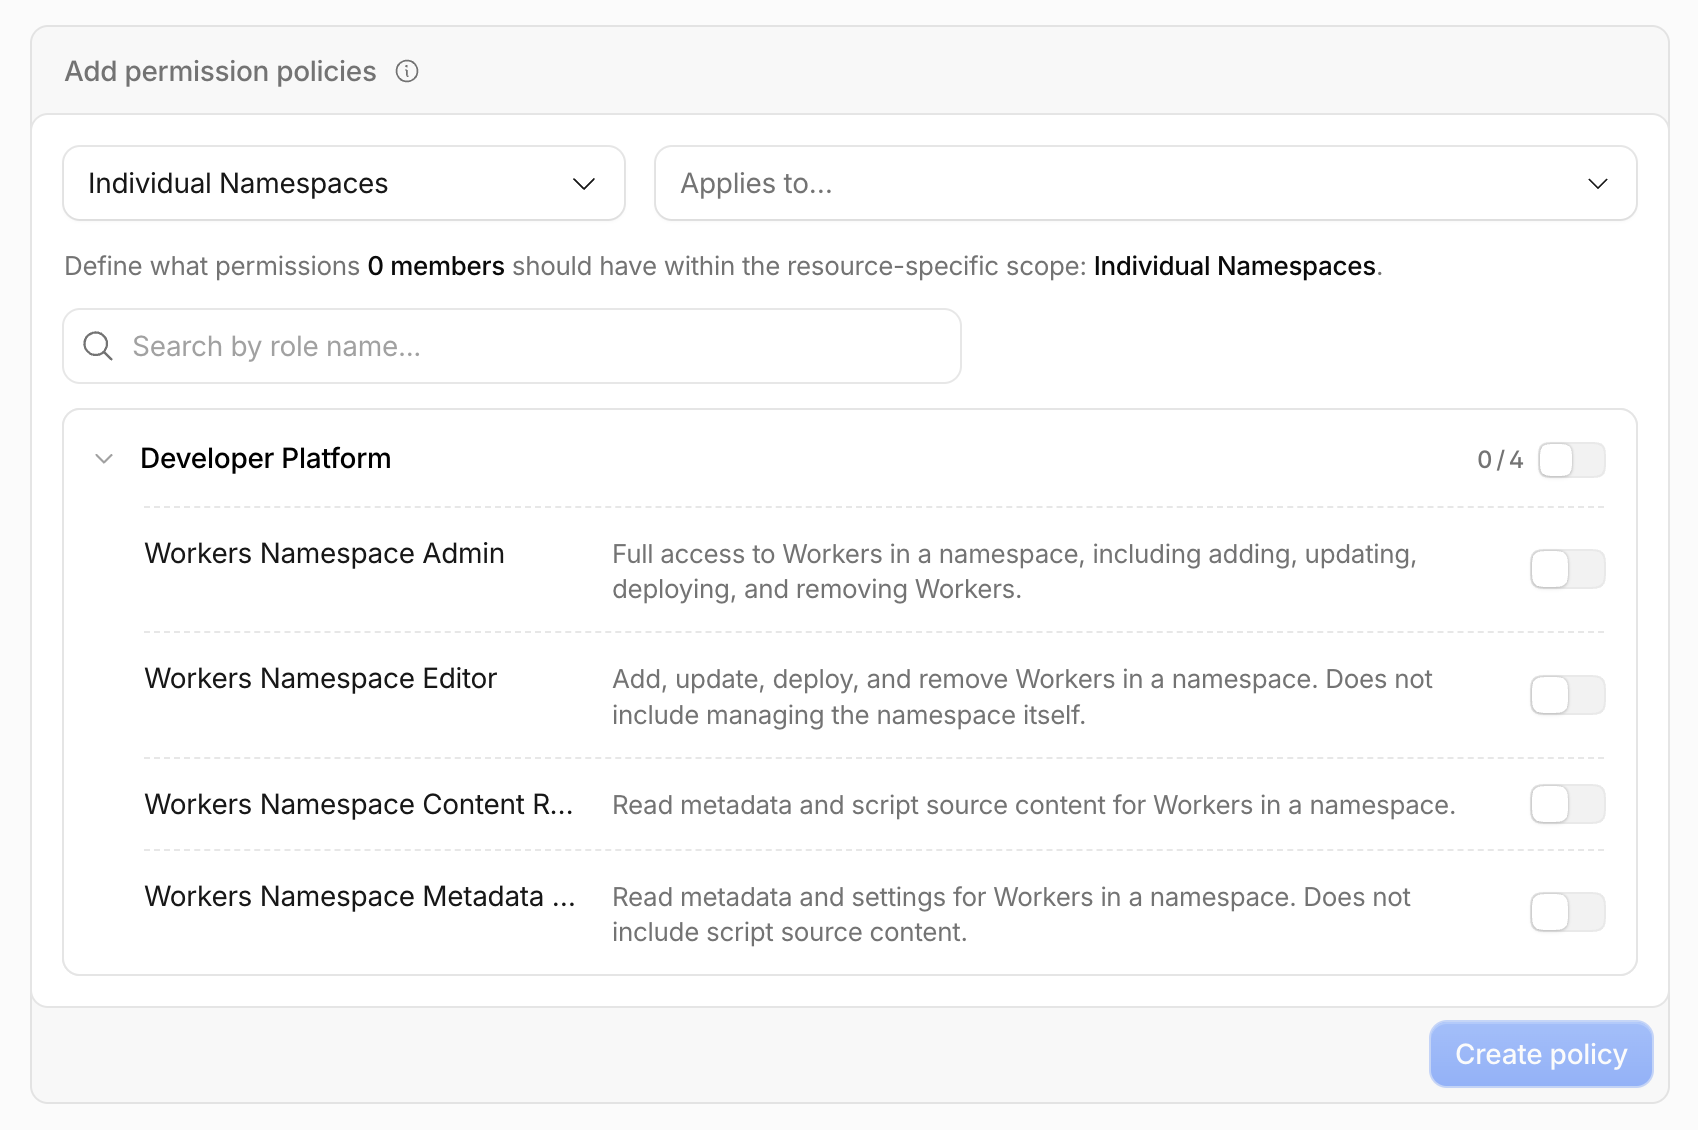 Add permission policies
Individual Namespaces
Applies to...
Define what permissions 0 members should have within the resource-specific scope: Individual Namespaces.
Search by role name...
Developer Platform
0 / 4
Workers Namespace Admin
Full access to Workers in a namespace, including adding, updating,
deploying, and removing Workers.
Workers Namespace Editor
Add, update, deploy, and remove Workers in a namespace. Does not
include managing the namespace itself.
Workers Namespace Content R...
Read metadata and script source content for Workers in a namespace.
Workers Namespace Metadata ...
Read metadata and settings for Workers in a namespace. Does not
include script source content.
Create policy